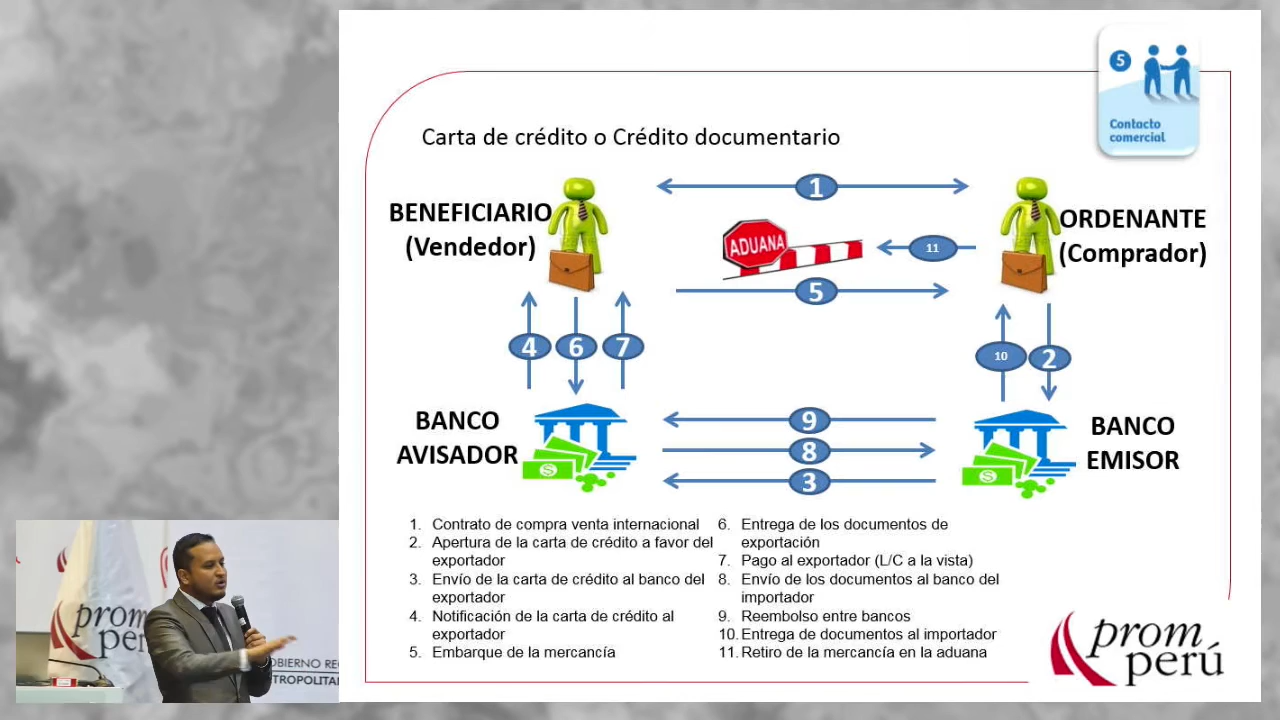 5
Contacto
comercial
Carta de crédito o Crédito documentario
1
BENEFICIARIO
(Vendedor)
ADUANA
11
ORDENANTE
(Comprador)
5
4
6
7
10
2
BANCO
AVISADOR
9
8
3
BANCO
EMISOR
1. Contrato de compra venta internacional
2. Apertura de la carta de crédito a favor del
exportador
3. Envío de la carta de crédito al banco del
exportador
4. Notificación de la carta de crédito al
exportador
5. Embarque de la mercancía
6. Entrega de los documentos de
exportación
7. Pago al exportador (L/C a la vista)
8. Envío de los documentos al banco del
importador
9. Reembolso entre bancos
10. Entrega de documentos al importador
11. Retiro de la mercancía en la aduana
prom
perú
prom
per
OBIERNO RE
TROPOLITAN